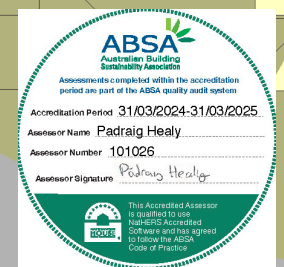 ABSA
Australian Building
Sustainability Association
Assessments completed within the accreditation
period are part of the ABSA quality audit system
Accreditation Period 31/03/2024-31/03/2025
Assessor Name Padraig Healy
Assessor Number 101026
Assessor Signature Padraig Healy
HOUSE
This Accredited Assessor
is qualified to use
NatHERS Accredited
Software and has agreed
to follow the ABSA
Code of Practice